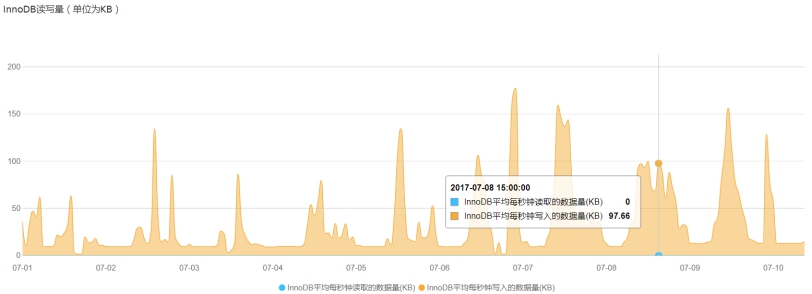 InnoDB读写量（单位为KB）
200
150
100
50
0
2017-07-08 15:00:00
InnoDB平均每秒钟读取的数据量(KB) 0
InnoDB平均每秒钟写入的数据量(KB) 97.66
07-01 07-02 07-03 07-04 07-05 07-06 07-07 07-08 07-09 07-10
InnoDB平均每秒钟读取的数据量(KB) InnoDB平均每秒钟写入的数据量(KB)